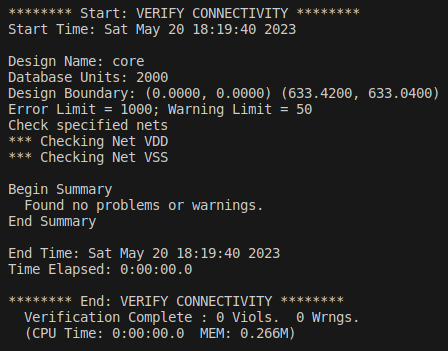 ******** Start: VERIFY CONNECTIVITY ********
Start Time: Sat May 20 18:19:40 2023

Design Name: core
Database Units: 2000
Design Boundary: (0.0000, 0.0000) (633.4200, 633.0400)
Error Limit = 1000; Warning Limit = 50
Check specified nets
*** Checking Net VDD
*** Checking Net VSS

Begin Summary
  Found no problems or warnings.
End Summary

End Time: Sat May 20 18:19:40 2023
Time Elapsed: 0:00:00.0

******** End: VERIFY CONNECTIVITY ********
  Verification Complete : 0 Viols.  0 Wrngs.
  (CPU Time: 0:00:00.0  MEM: 0.266M)